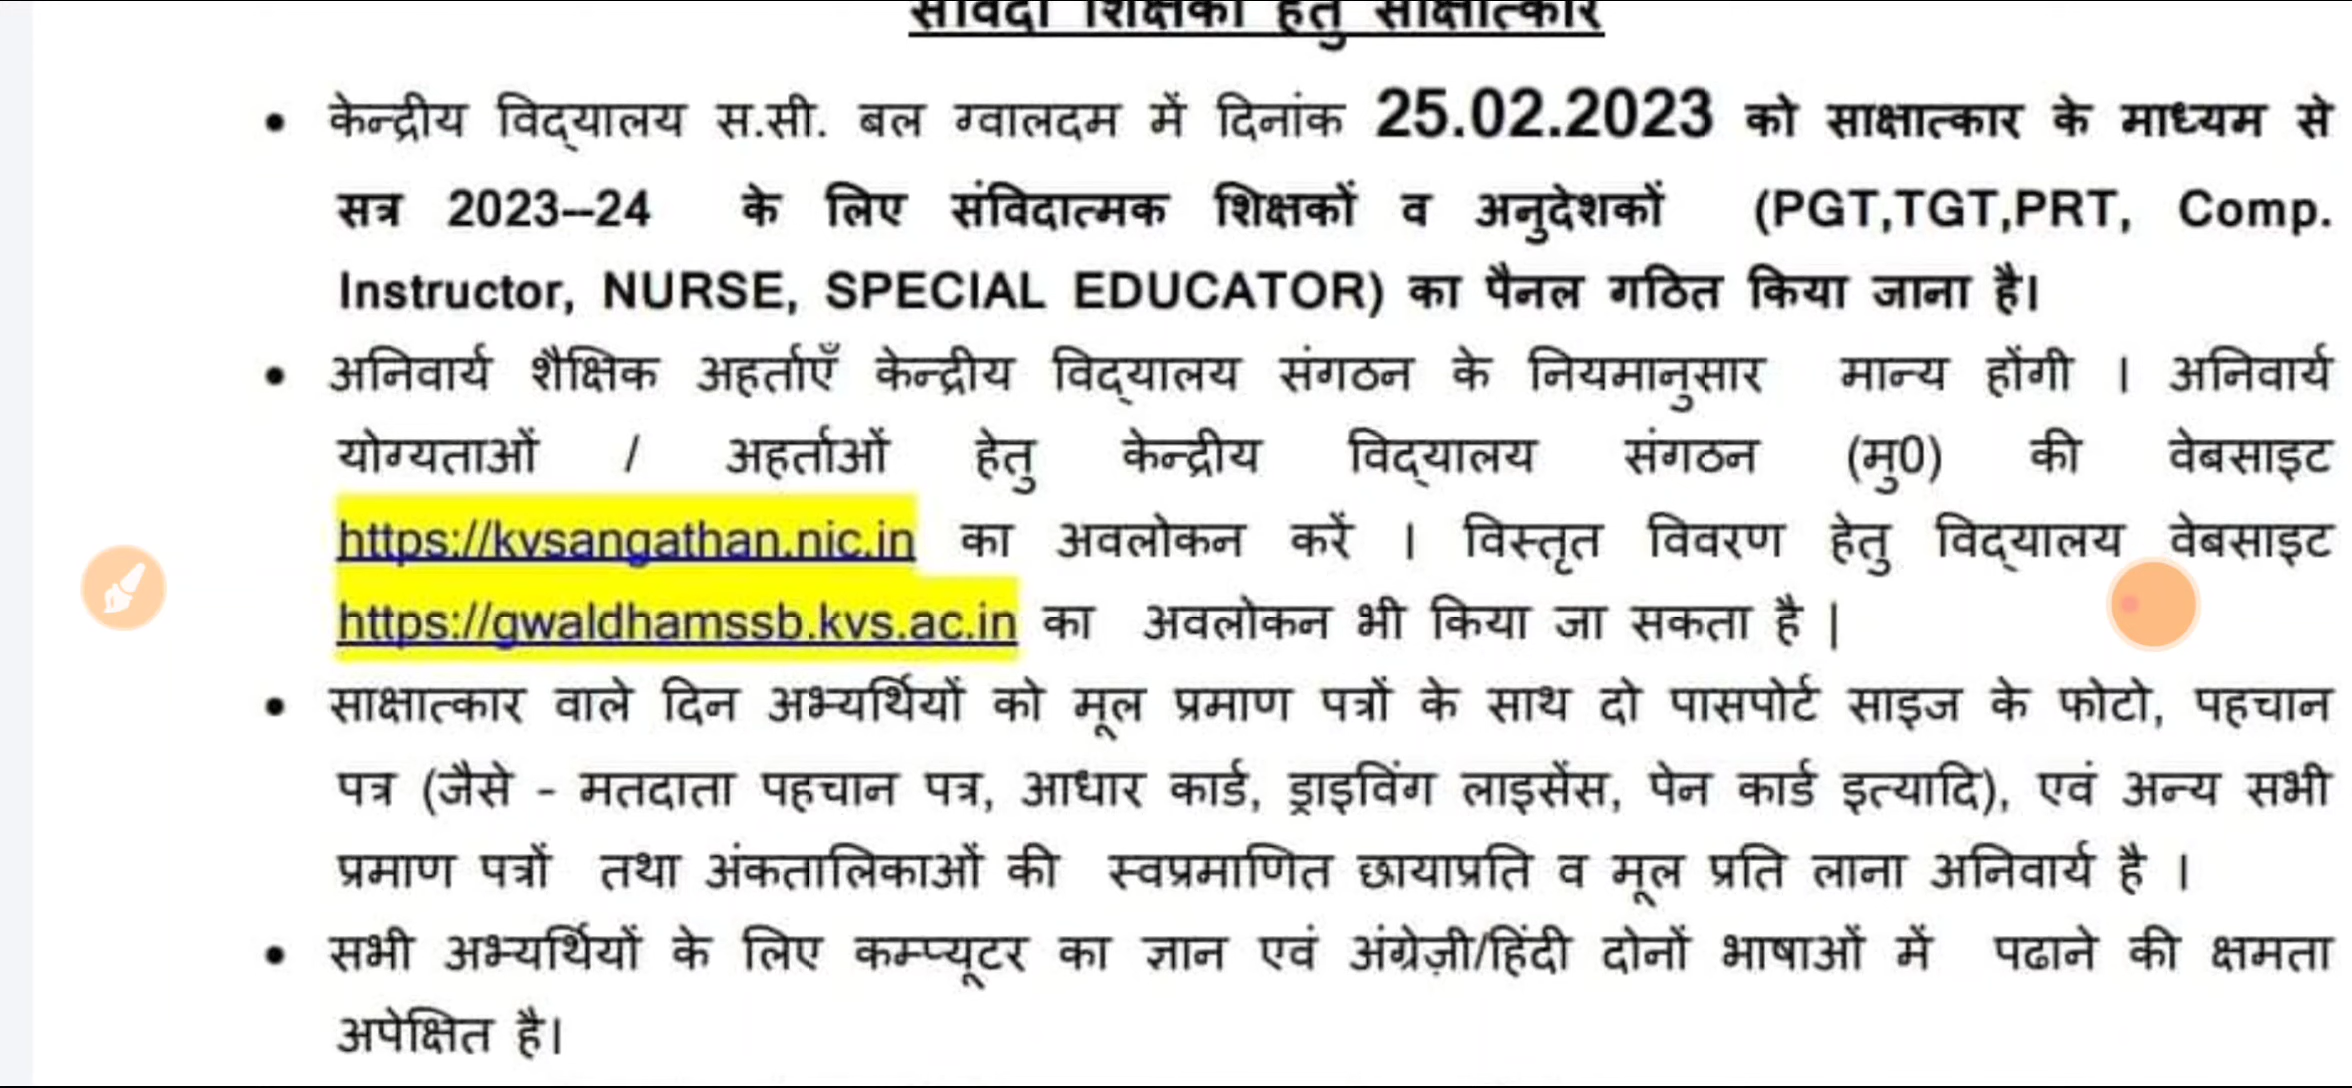 संविदा शिक्षकों हेतु साक्षात्कार
• केन्द्रीय विद्यालय स.सी. बल ग्वालदम में दिनांक 25.02.2023 को साक्षात्कार के माध्यम से
सत्र 2023–24 के लिए संविदात्मक शिक्षकों व अनुदेशकों (PGT,TGT,PRT, Comp.
Instructor, NURSE, SPECIAL EDUCATOR) का पैनल गठित किया जाना है।
• अनिवार्य शैक्षिक अहर्ताएँ केन्द्रीय विद्यालय संगठन के नियमानुसार मान्य होंगी । अनिवार्य
योग्यताओं / अहर्ताओं हेतु केन्द्रीय विद्यालय संगठन (मु0) की वेबसाइट
https://kvsangathan.nic.in का अवलोकन करें । विस्तृत विवरण हेतु विद्यालय वेबसाइट
https://gwaldhamssb.kvs.ac.in का अवलोकन भी किया जा सकता है |
• साक्षात्कार वाले दिन अभ्यर्थियों को मूल प्रमाण पत्रों के साथ दो पासपोर्ट साइज के फोटो, पहचान
पत्र (जैसे - मतदाता पहचान पत्र, आधार कार्ड, ड्राइविंग लाइसेंस, पेन कार्ड इत्यादि), एवं अन्य सभी
प्रमाण पत्रों तथा अंकतालिकाओं की स्वप्रमाणित छायाप्रति व मूल प्रति लाना अनिवार्य है ।
• सभी अभ्यर्थियों के लिए कम्प्यूटर का ज्ञान एवं अंग्रेज़ी/हिंदी दोनों भाषाओं में पढाने की क्षमता
अपेक्षित है।